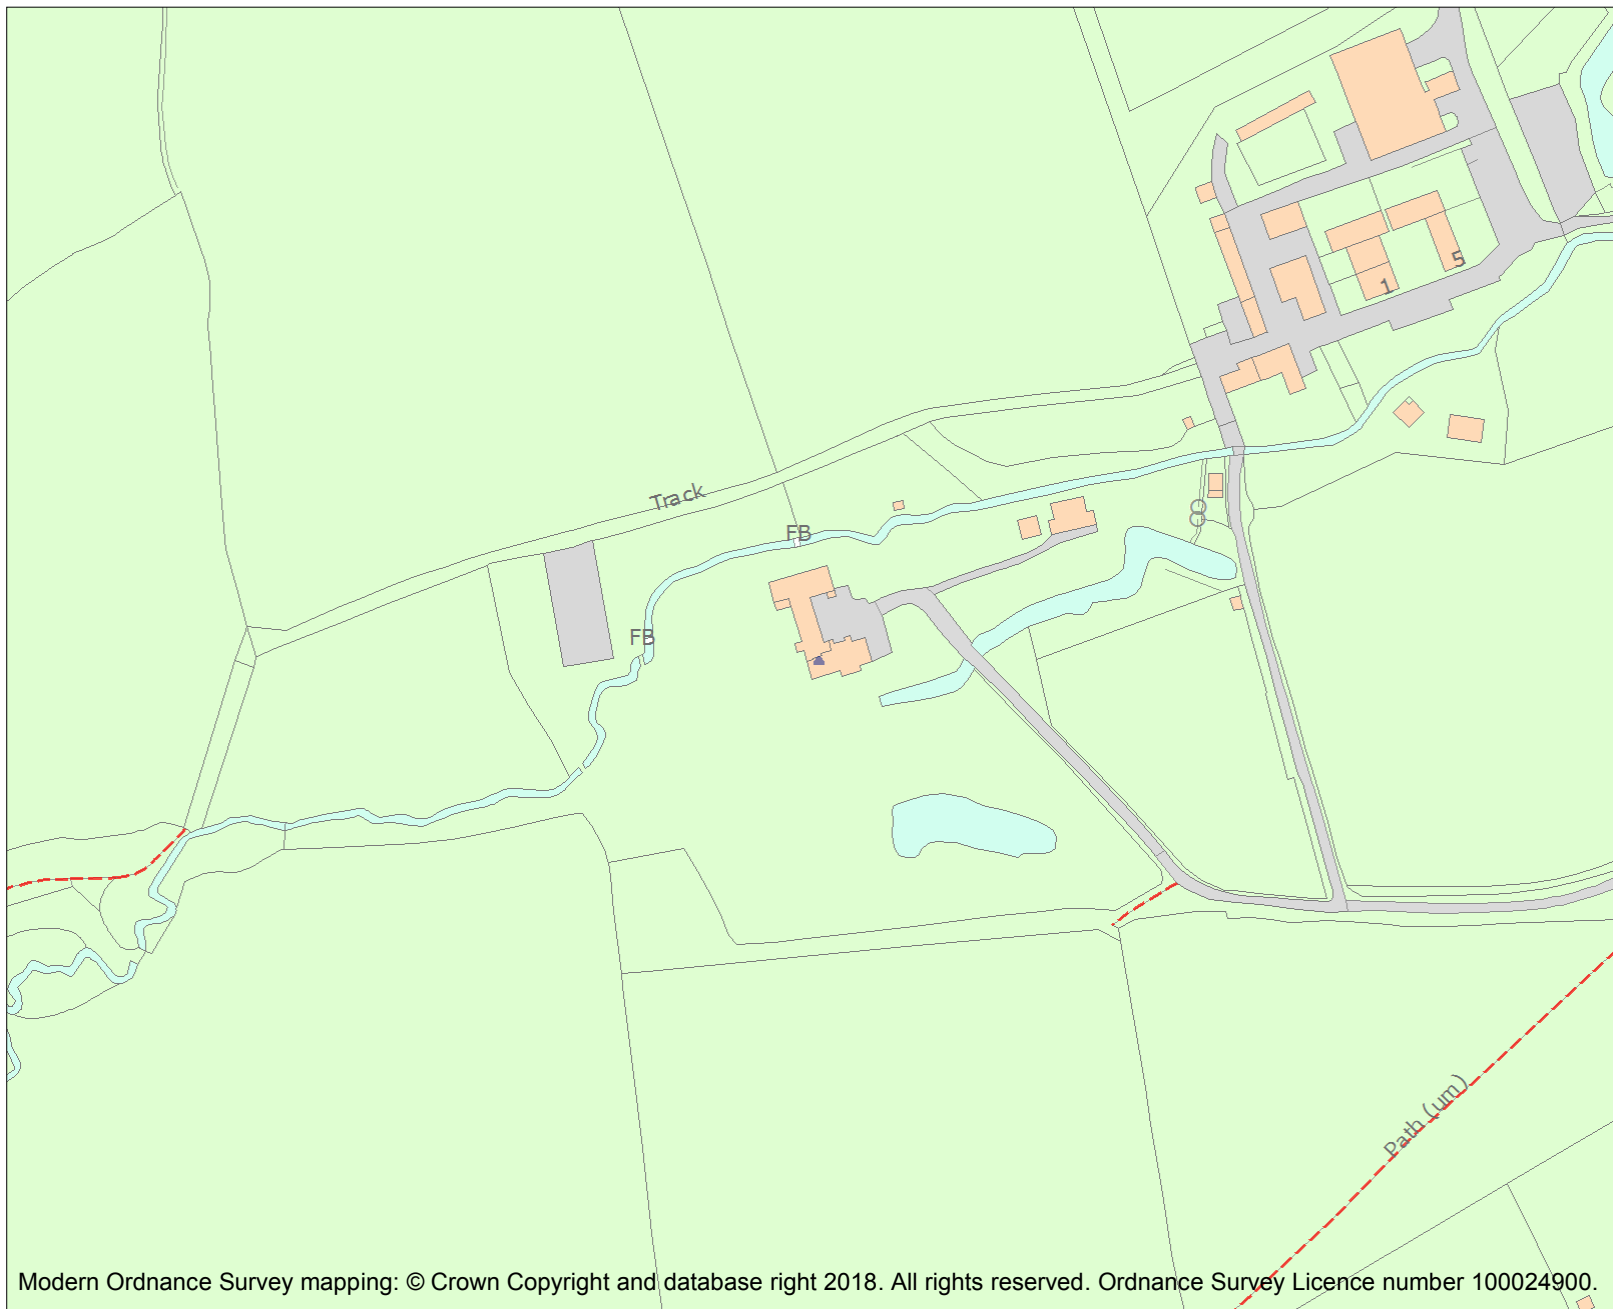 5
1
Track
FB
FB
Path (um)
Modern Ordnance Survey mapping: © Crown Copyright and database right 2018. All rights reserved. Ordnance Survey Licence number 100024900.